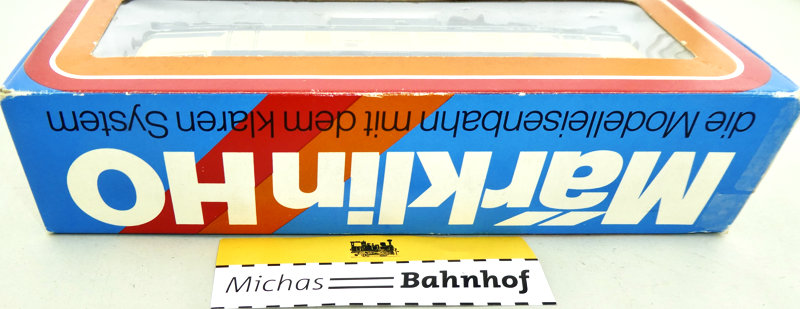 die Modelleisenbahn mit dem klaren System
Märklin HO
Michas Bahnhof